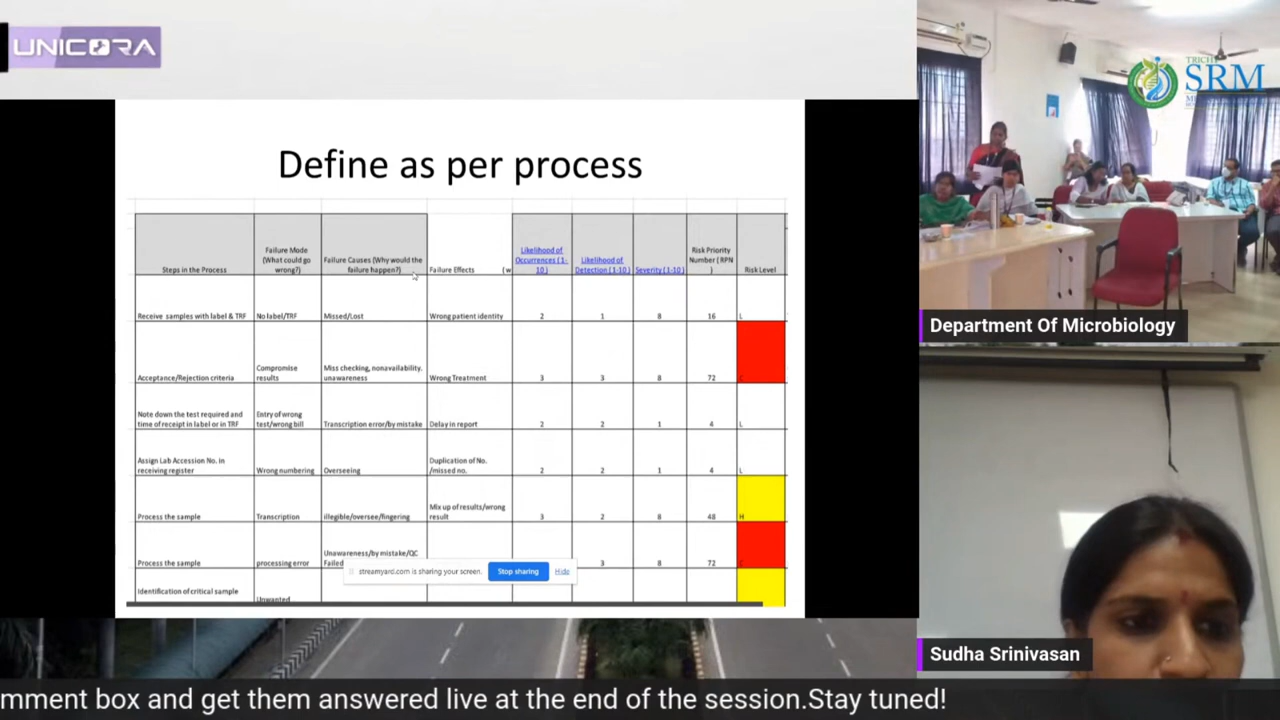 UNICORA
TRICHY
SRM
Define as per process
Steps in the Process
Failure Mode
(What could go
wrong?)
Failure Causes (Why would the
failure happen?)
Failure Effects (w
Likelihood of
Occurrences (1-
10)
Likelihood of
Detection (1-10)
Severity (1-10)
Risk Priority
Number (RPN
)
Risk Level
Receive samples with label & TRF
No label/TRF
Missed/Lost
Wrong patient identity
2
1
8
16
L
Acceptance/Rejection criteria
Compromise
results
Miss checking, nonavailability.
unawareness
Wrong Treatment
3
3
8
72
Note down the test required and
time of receipt in label or in TRF
Entry of wrong
test/wrong bill
Transcription error/by mistake
Delay in report
2
2
1
4
L
Assign Lab Accession No. in
receiving register
Wrong numbering
Overseeing
Duplication of No.
/missed no.
2
2
1
4
L
Process the sample
Transcription
illegible/oversee/fingering
Mix up of results/wrong
result
3
2
8
48
H
Process the sample
processing error
Unawareness/by mistake/QC
Failed
3
8
72
Identification of critical sample
Unwanted
streamyard.com is sharing your screen.
Stop sharing
Hide
Department Of Microbiology
Sudha Srinivasan
mment box and get them answered live at the end of the session.Stay tuned!